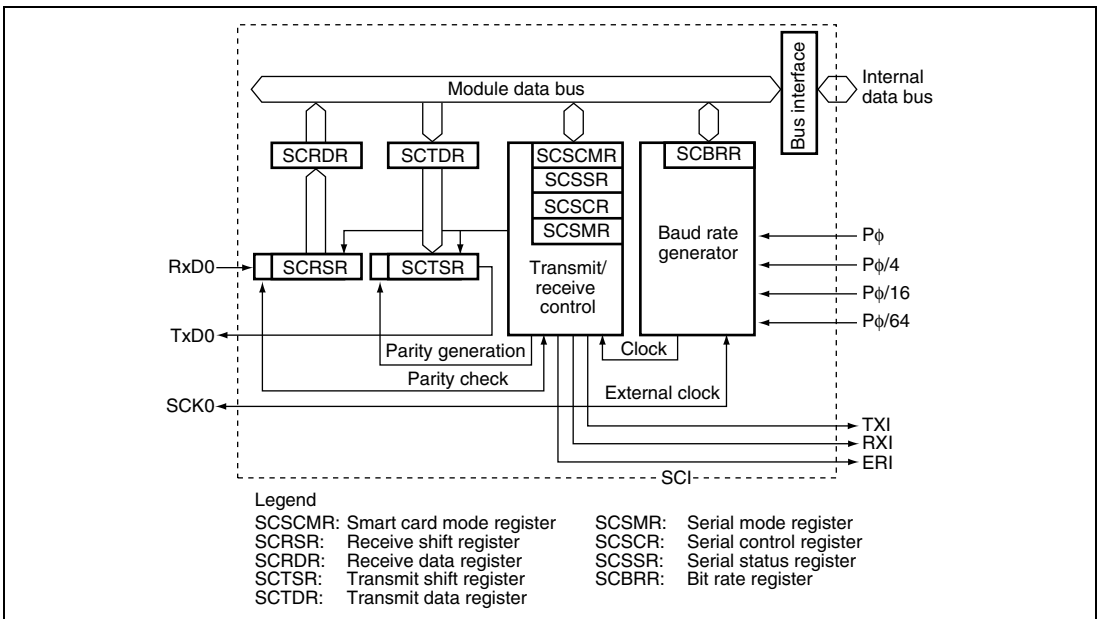 Module data bus
Bus interface
Internal
data bus
SCRDR
SCTDR
SCSCMR
SCSSR
SCSCR
SCSMR
SCBRR
Baud rate
generator
Pϕ
Pϕ/4
Pϕ/16
Pϕ/64
RxD0
SCRSR
SCTSR
Transmit/
receive
control
TxD0
Parity generation
Clock
Parity check
External clock
SCK0
TXI
RXI
ERI
SCI
Legend
SCSCMR: Smart card mode register
SCRSR: Receive shift register
SCRDR: Receive data register
SCTSR: Transmit shift register
SCTDR: Transmit data register
SCSMR: Serial mode register
SCSCR: Serial control register
SCSSR: Serial status register
SCBRR: Bit rate register